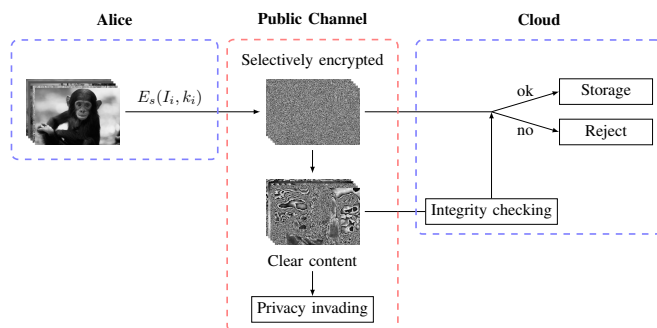 Alice
Public Channel
Cloud
Selectively encrypted
E_s(I_i, k_i)
ok
Storage
no
Reject
Integrity checking
Clear content
Privacy invading